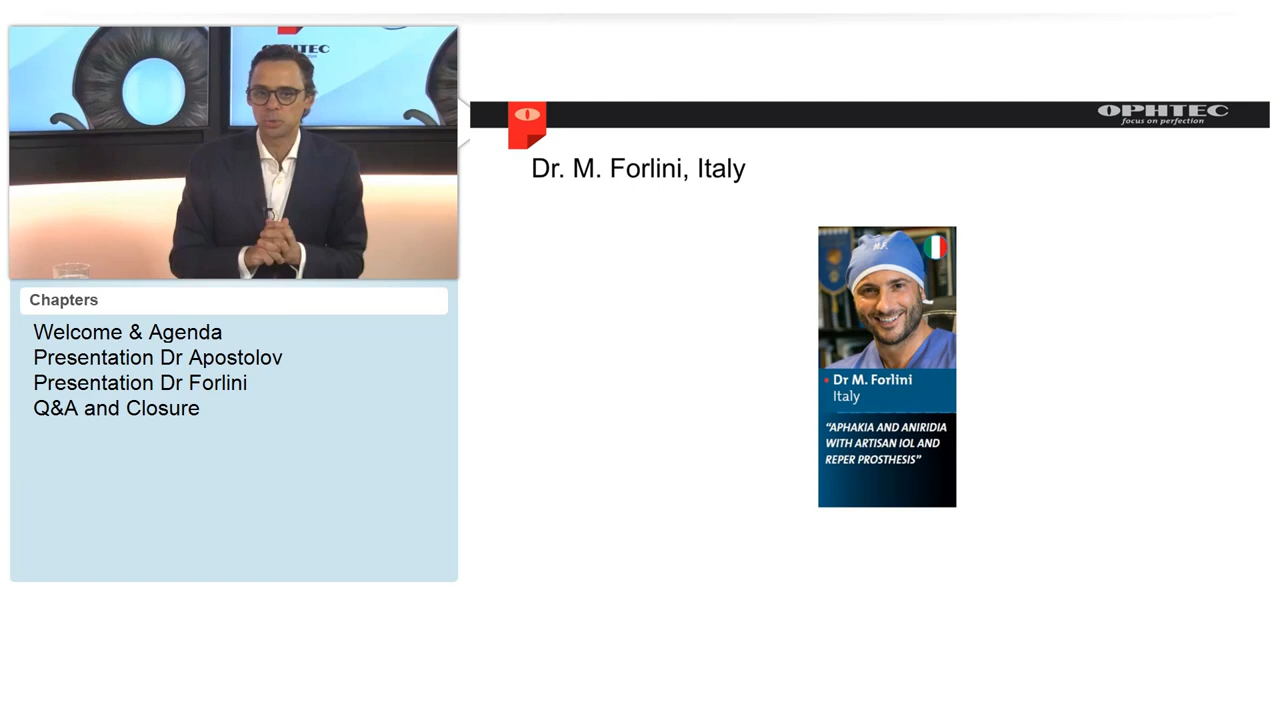 OPHTEC
Chapters
Welcome & Agenda
Presentation Dr Apostolov
Presentation Dr Forlini
Q&A and Closure
O
OPHTEC
focus on perfection
Dr. M. Forlini, Italy
M.F.
Dr M. Forlini
Italy
“APHAKIA AND ANIRIDIA
WITH ARTISAN IOL AND
REPER PROSTHESIS”